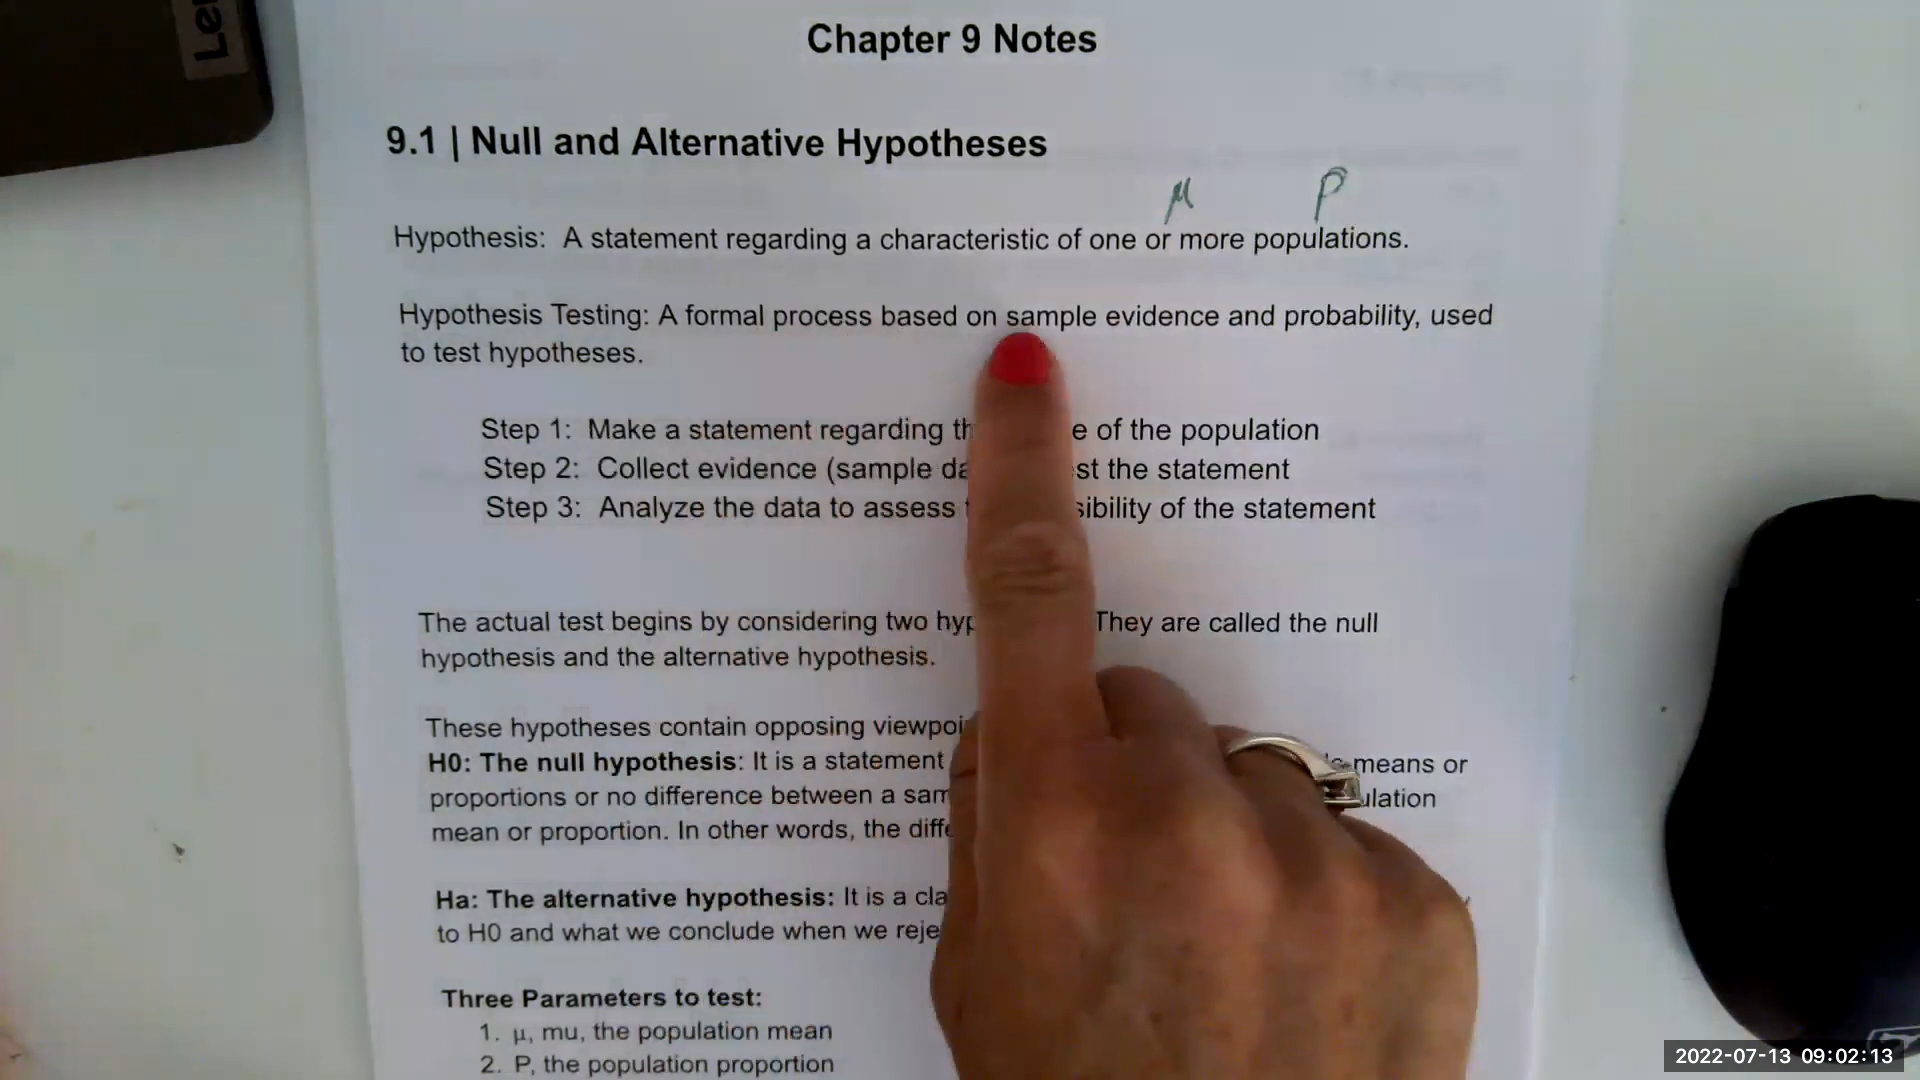 Le
Chapter 9 Notes
9.1 | Null and Alternative Hypotheses
μ P
Hypothesis: A statement regarding a characteristic of one or more populations.
Hypothesis Testing: A formal process based on sample evidence and probability, used
to test hypotheses.
Step 1: Make a statement regarding th e of the population
Step 2: Collect evidence (sample da st the statement
Step 3: Analyze the data to assess sibility of the statement
The actual test begins by considering two hyp They are called the null
hypothesis and the alternative hypothesis.
These hypotheses contain opposing viewpoi
H0: The null hypothesis: It is a statement means or
proportions or no difference between a sam ulation
mean or proportion. In other words, the diffe
Ha: The alternative hypothesis: It is a cla
to H0 and what we conclude when we reje
Three Parameters to test:
1. μ, mu, the population mean
2. P, the population proportion
2022-07-13 09:02:13